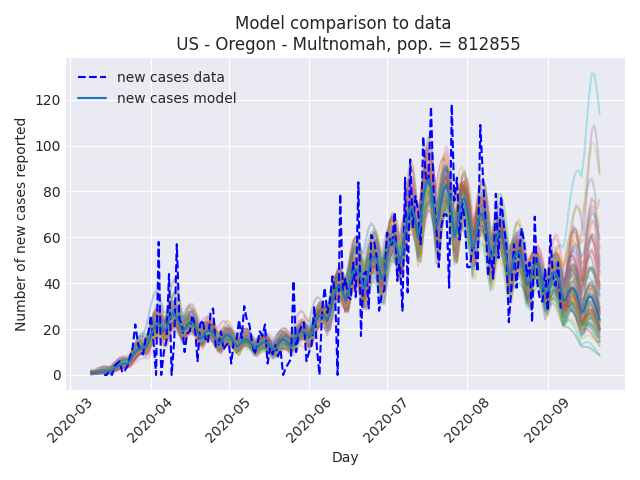 Model comparison to data
US - Oregon - Multnomah, pop. = 812855
new cases data
new cases model
Number of new cases reported
120
100
80
60
40
20
0
2020-03
2020-04
2020-05
2020-06
2020-07
2020-08
2020-09
Day